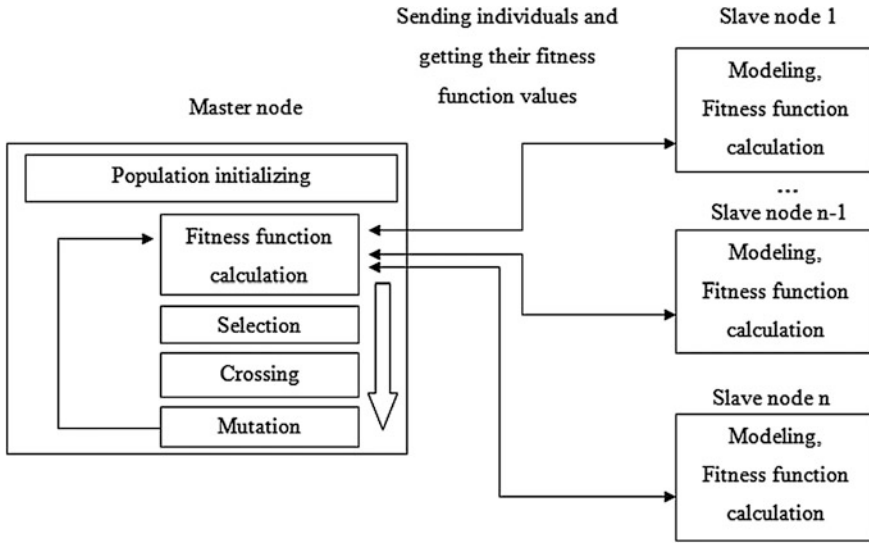 Sending individuals and
getting their fitness
function values
Master node
Population initializing
Fitness function
calculation
Selection
Crossing
Mutation
Slave node 1
Modeling,
Fitness function
calculation
...
Slave node n-1
Modeling,
Fitness function
calculation
Slave node n
Modeling,
Fitness function
calculation